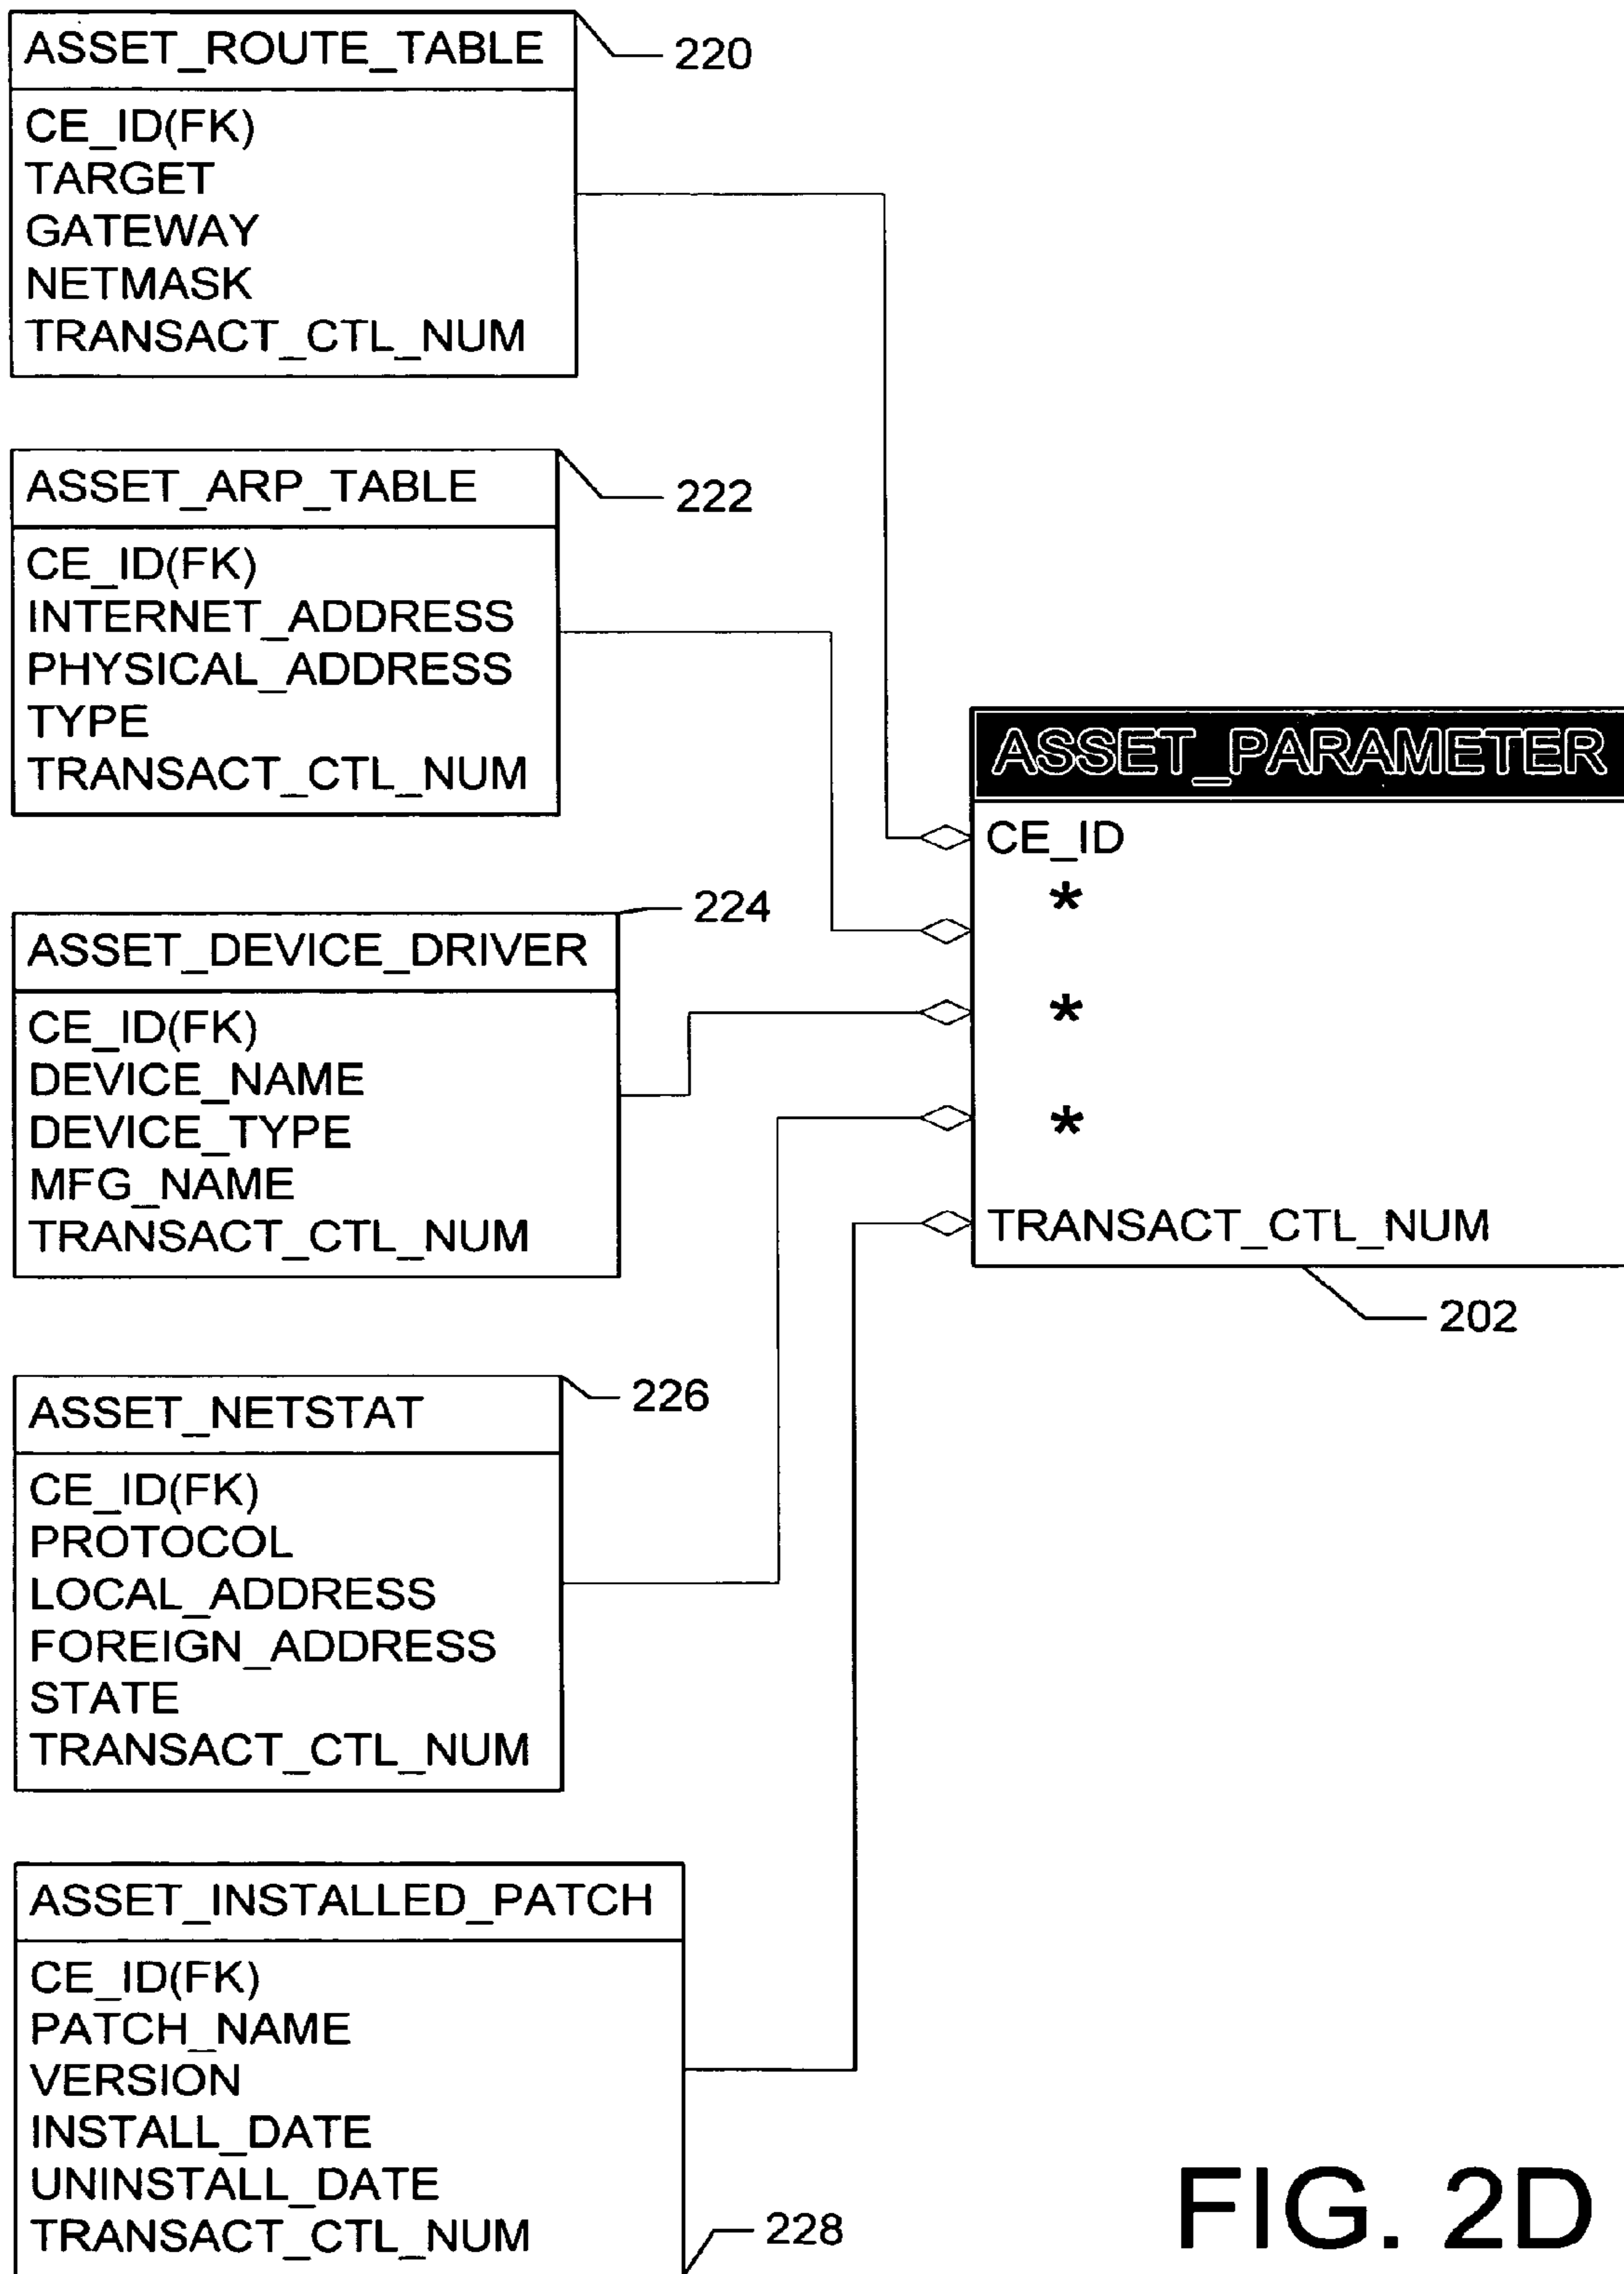 ASSET_ROUTE_TABLE
220
CE_ID(FK)
TARGET
GATEWAY
NETMASK
TRANSACT_CTL_NUM
ASSET_ARP_TABLE
222
CE_ID(FK)
INTERNET_ADDRESS
PHYSICAL_ADDRESS
TYPE
TRANSACT_CTL_NUM
ASSET_DEVICE_DRIVER
224
CE_ID(FK)
DEVICE_NAME
DEVICE_TYPE
MFG_NAME
TRANSACT_CTL_NUM
ASSET_NETSTAT
226
CE_ID(FK)
PROTOCOL
LOCAL_ADDRESS
FOREIGN_ADDRESS
STATE
TRANSACT_CTL_NUM
ASSET_INSTALLED_PATCH
CE_ID(FK)
PATCH_NAME
VERSION
INSTALL_DATE
UNINSTALL_DATE
TRANSACT_CTL_NUM
228
ASSET_PARAMETER
CE_ID
*
*
*
TRANSACT_CTL_NUM
202
FIG. 2D